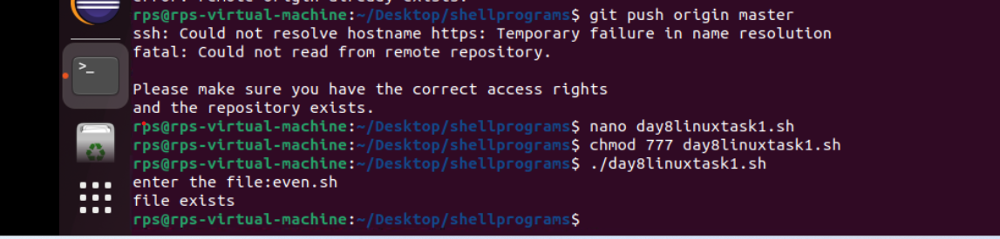 error: remote origin already exists.
rps@rps-virtual-machine:~/Desktop/shellprograms$ git push origin master
ssh: Could not resolve hostname https: Temporary failure in name resolution
fatal: Could not read from remote repository.
Please make sure you have the correct access rights
and the repository exists.
rps@rps-virtual-machine:~/Desktop/shellprograms$ nano day8linuxtask1.sh
rps@rps-virtual-machine:~/Desktop/shellprograms$ chmod 777 day8linuxtask1.sh
rps@rps-virtual-machine:~/Desktop/shellprograms$ ./day8linuxtask1.sh
enter the file:even.sh
file exists
rps@rps-virtual-machine:~/Desktop/shellprograms$